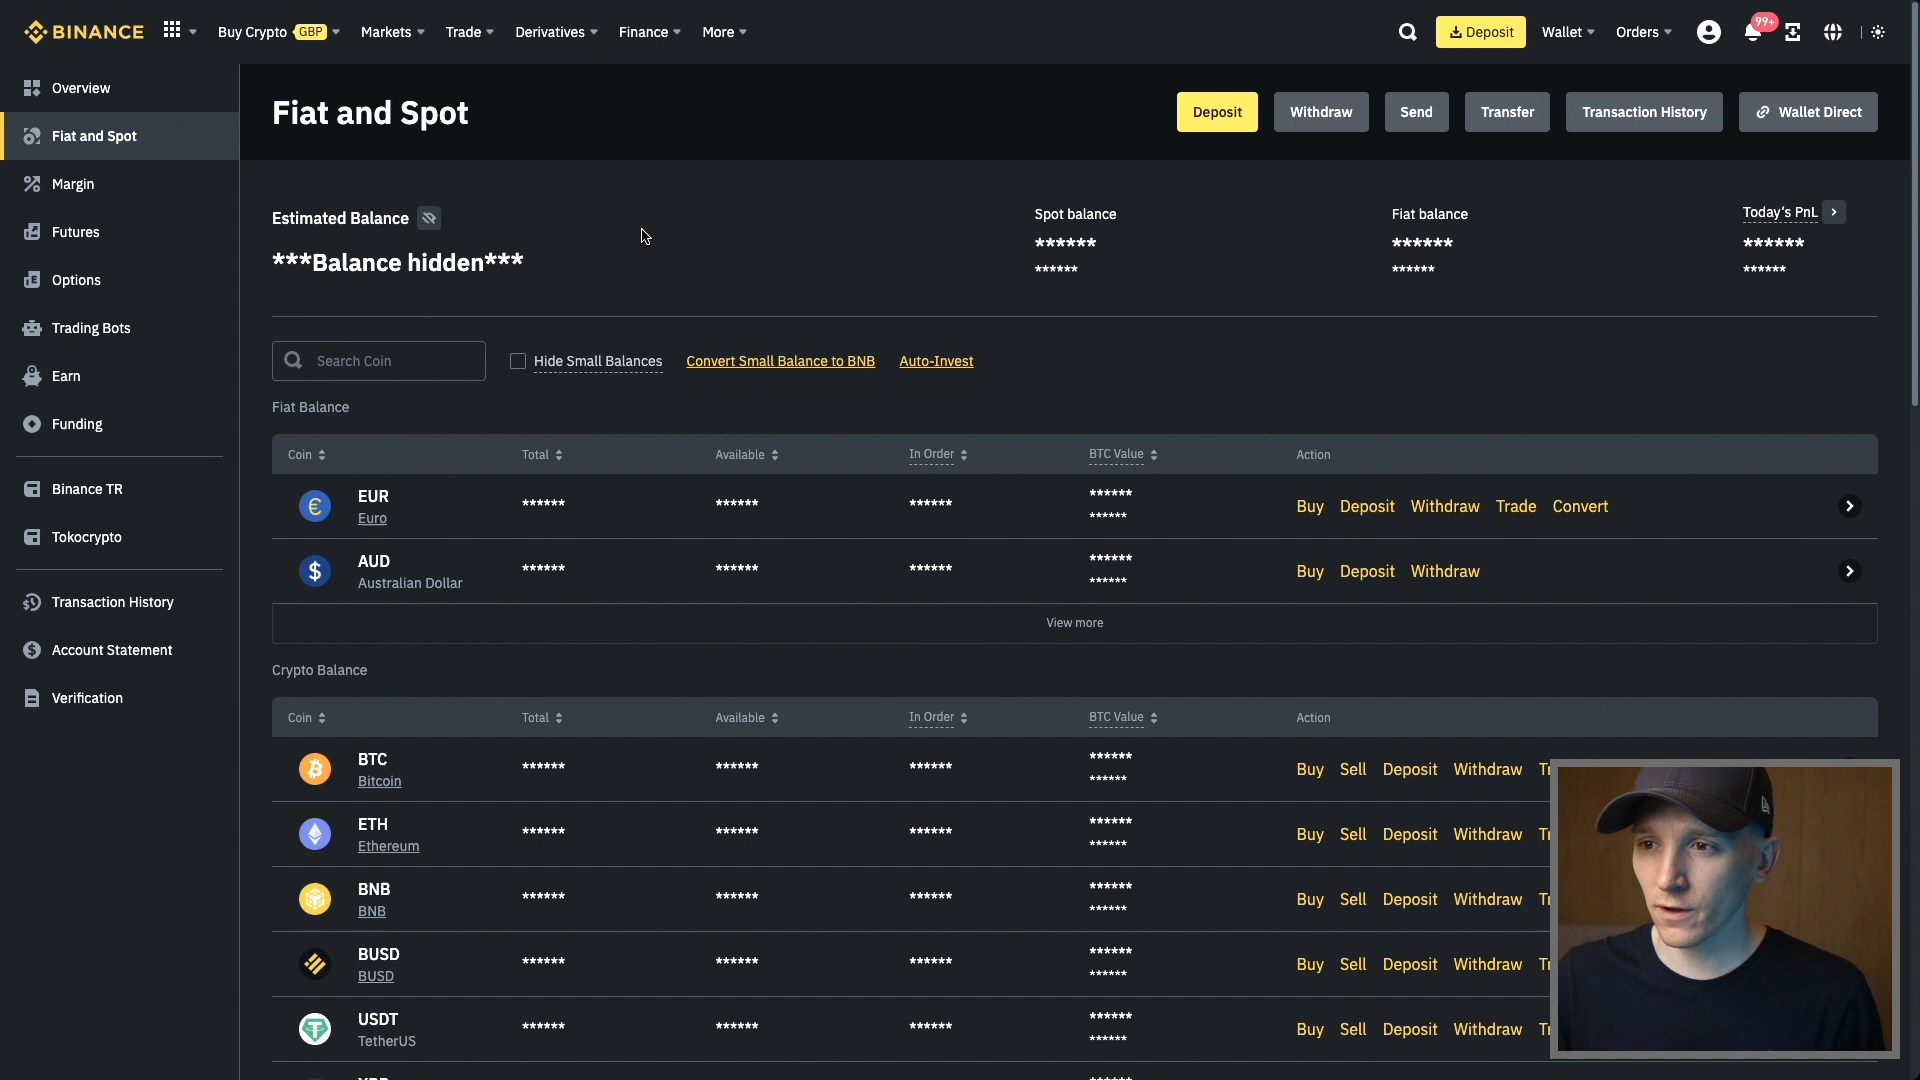 BINANCE
Buy Crypto GBP Markets Trade Derivatives Finance More
Deposit Wallet Orders 99+
Overview
Fiat and Spot
Margin
Futures
Options
Trading Bots
Earn
Funding
Binance TR
Tokocrypto
Transaction History
Account Statement
Verification
Fiat and Spot
Deposit Withdraw Send Transfer Transaction History Wallet Direct
Estimated Balance
***Balance hidden***
Spot balance
******
******
Fiat balance
******
******
Today's PnL
******
******
Search Coin Hide Small Balances Convert Small Balance to BNB Auto-Invest
Fiat Balance
Coin Total Available In Order BTC Value Action
EUR
Euro
****** ****** ****** ******
******
Buy Deposit Withdraw Trade Convert
AUD
Australian Dollar
****** ****** ****** ******
******
Buy Deposit Withdraw
View more
Crypto Balance
Coin Total Available In Order BTC Value Action
BTC
Bitcoin
****** ****** ****** ******
******
Buy Sell Deposit Withdraw
ETH
Ethereum
****** ****** ****** ******
******
Buy Sell Deposit Withdraw
BNB
BNB
****** ****** ****** ******
******
Buy Sell Deposit Withdraw
BUSD
BUSD
****** ****** ****** ******
******
Buy Sell Deposit Withdraw
USDT
TetherUS
****** ****** ****** ******
******
Buy Sell Deposit Withdraw